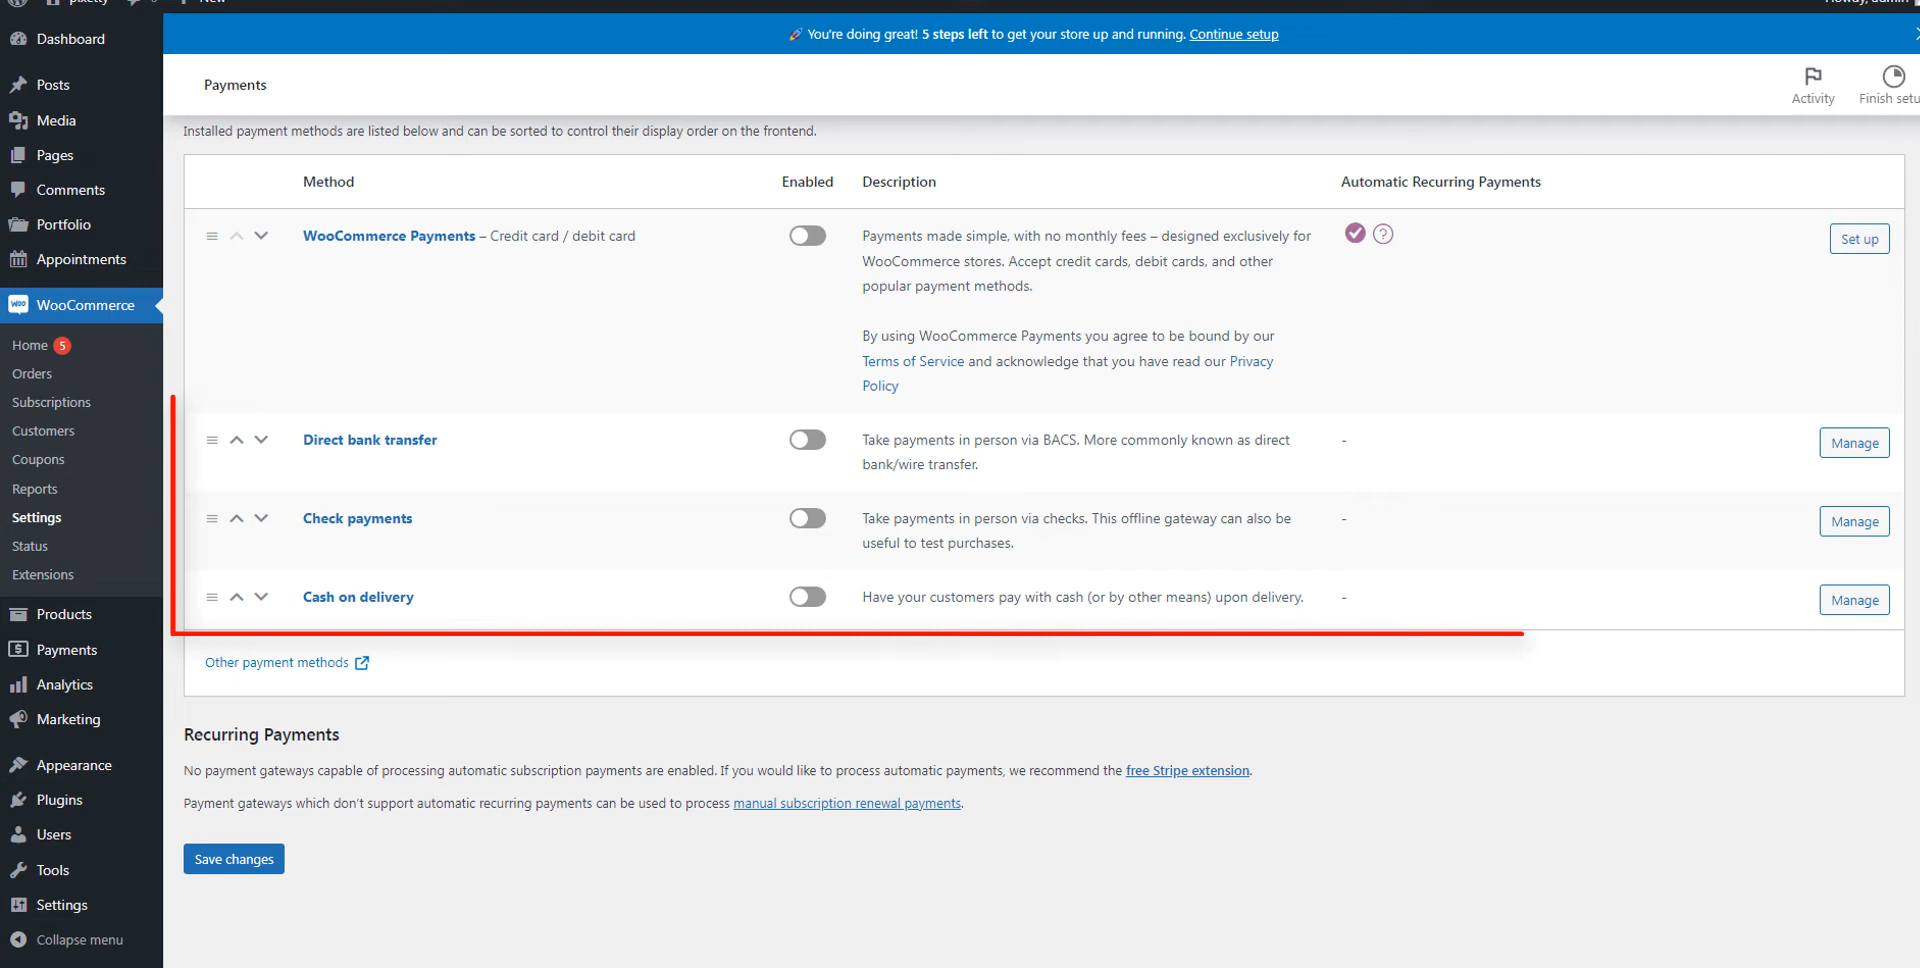 pixelty
New
Howdy, admin
Dashboard
Posts
Media
Pages
Comments
Portfolio
Appointments
WooCommerce
Home 5
Orders
Subscriptions
Customers
Coupons
Reports
Settings
Status
Extensions
Products
Payments
Analytics
Marketing
Appearance
Plugins
Users
Tools
Settings
Collapse menu
You're doing great! 5 steps left to get your store up and running. Continue setup
Payments
Activity
Finish setu
Installed payment methods are listed below and can be sorted to control their display order on the frontend.
Method Enabled Description Automatic Recurring Payments
WooCommerce Payments – Credit card / debit card
Payments made simple, with no monthly fees – designed exclusively for
WooCommerce stores. Accept credit cards, debit cards, and other
popular payment methods.
By using WooCommerce Payments you agree to be bound by our
Terms of Service and acknowledge that you have read our Privacy
Policy
Set up
Direct bank transfer
Take payments in person via BACS. More commonly known as direct
bank/wire transfer.
-
Manage
Check payments
Take payments in person via checks. This offline gateway can also be
useful to test purchases.
-
Manage
Cash on delivery
Have your customers pay with cash (or by other means) upon delivery.
-
Manage
Other payment methods
Recurring Payments
No payment gateways capable of processing automatic subscription payments are enabled. If you would like to process automatic payments, we recommend the free Stripe extension.
Payment gateways which don't support automatic recurring payments can be used to process manual subscription renewal payments.
Save changes